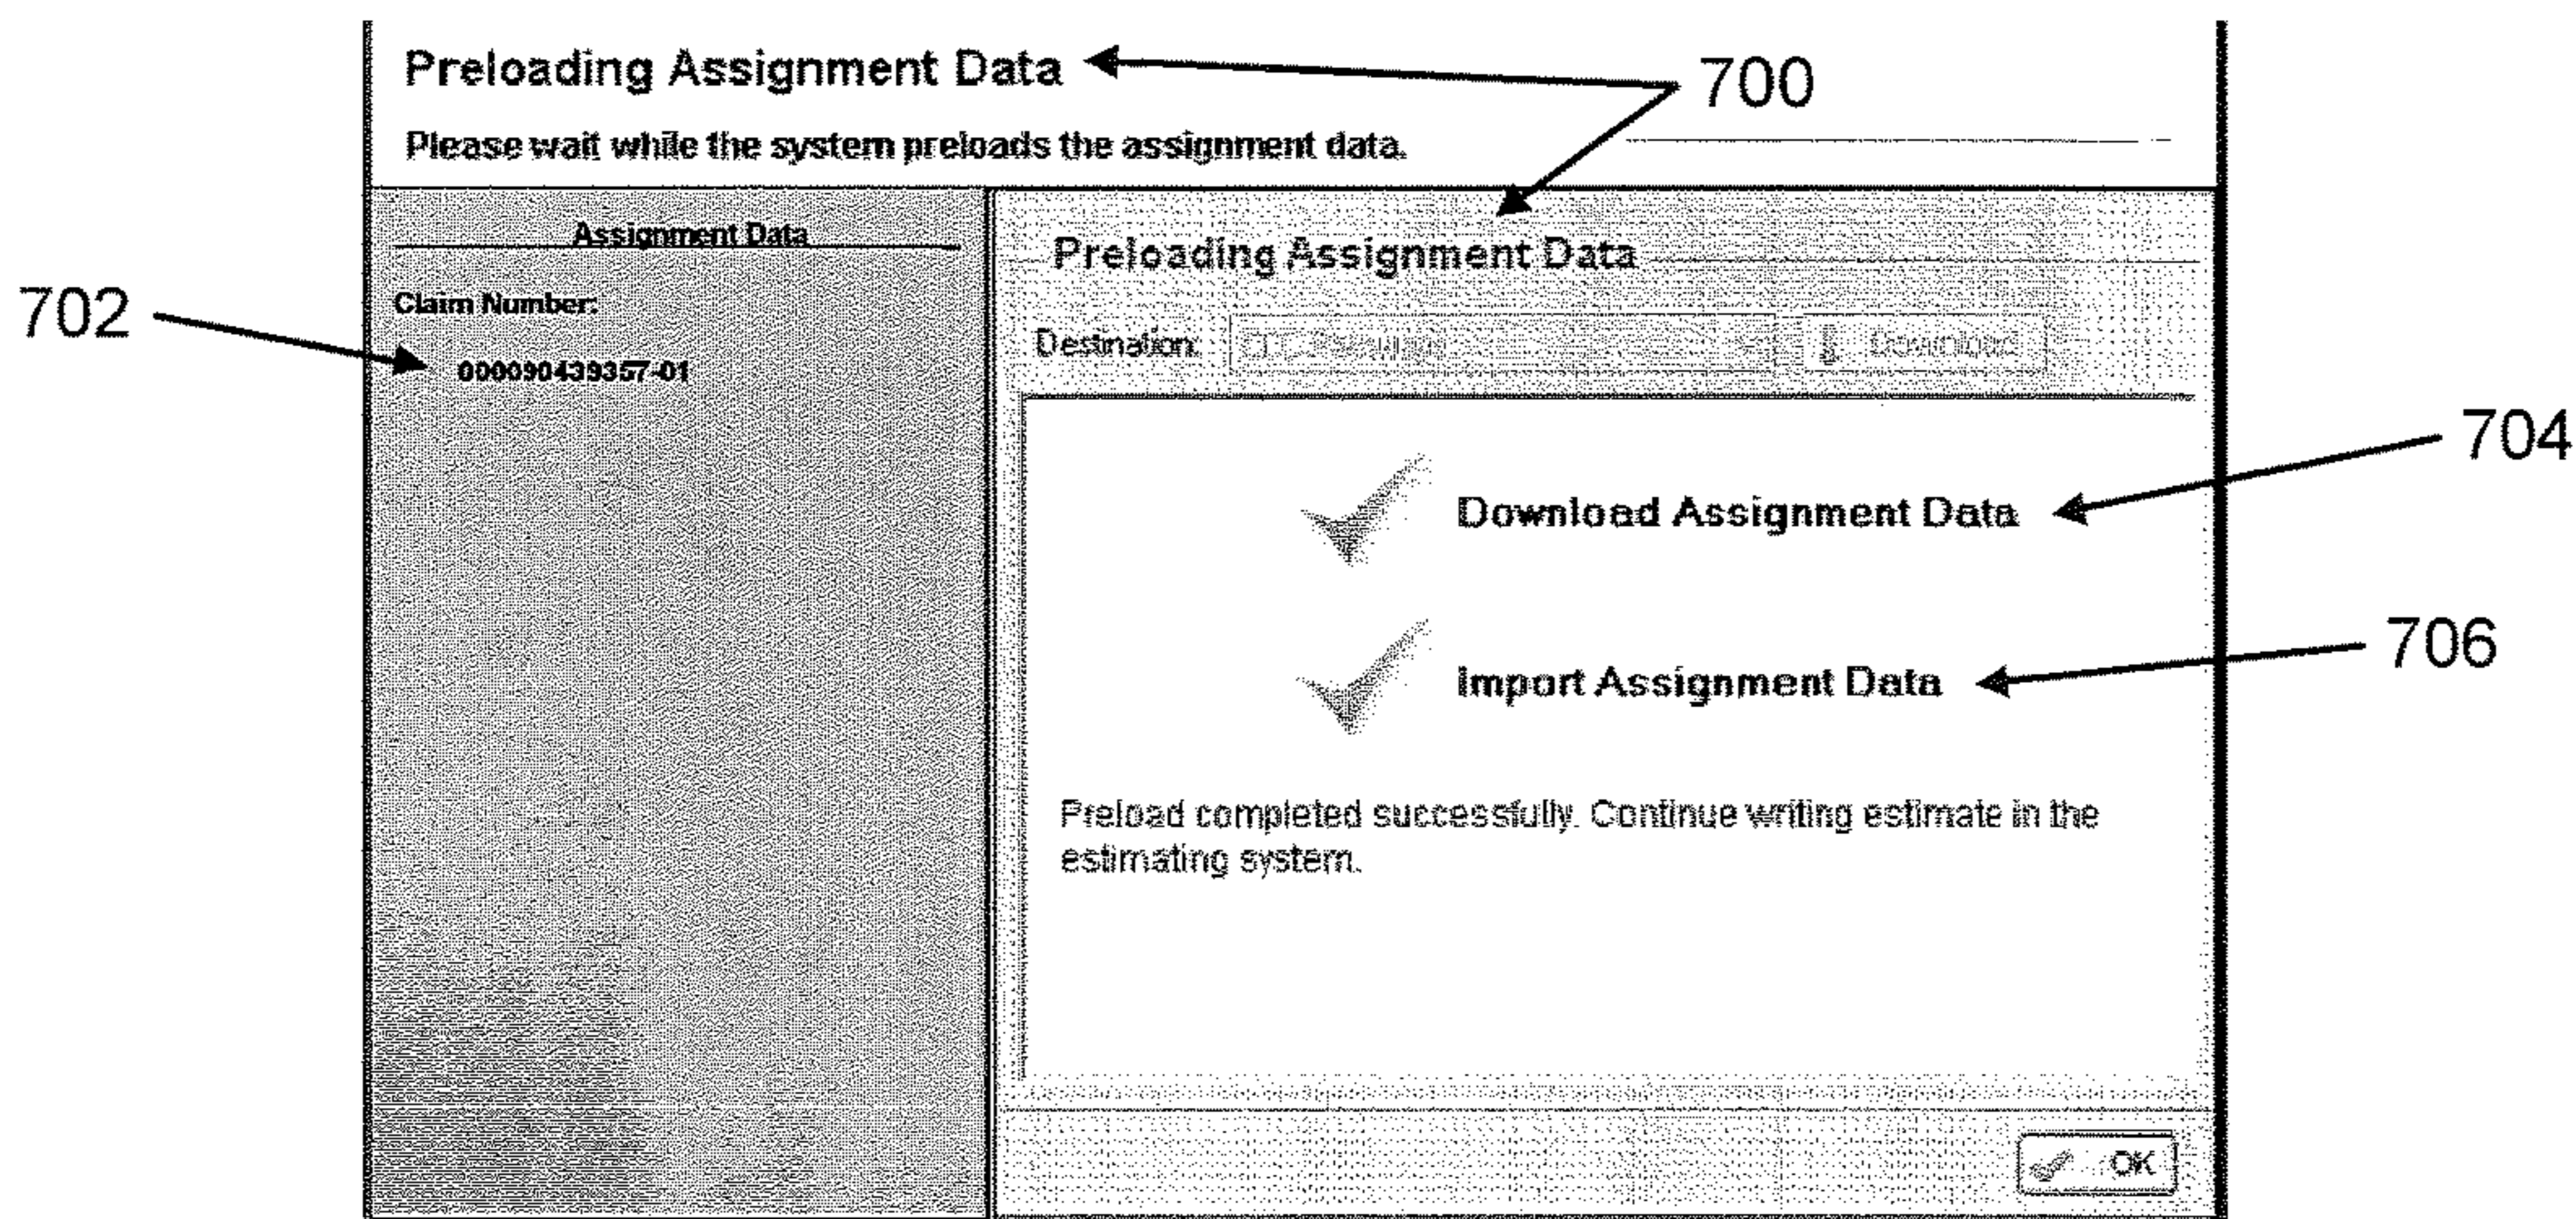 Preloading Assignment Data
700
Please wait while the system preloads the assignment data.
Assignment Data
Preloading Assignment Data
702
Claim Number:
Destination: Download
000090439357-01
704
Download Assignment Data
706
Import Assignment Data
Preload completed successfully. Continue writing estimate in the
estimating system.
OK